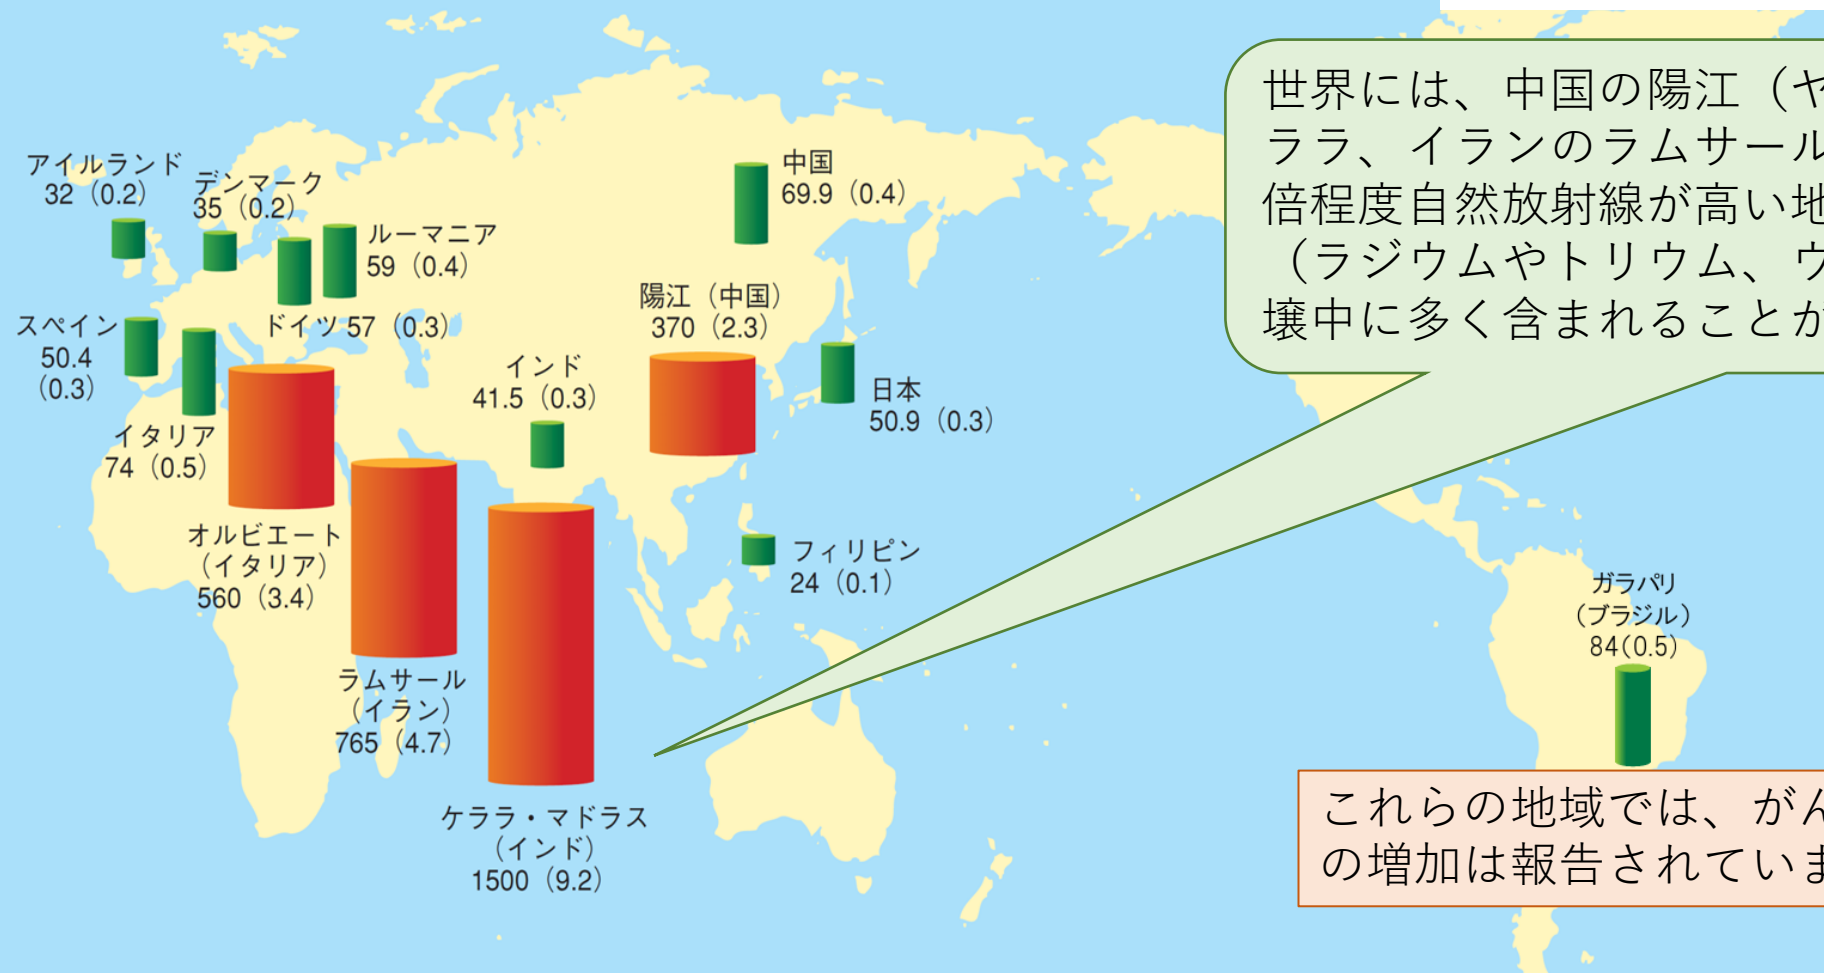 世界には、中国の陽江（ヤ
ララ、イランのラムサール
倍程度自然放射線が高い地
（ラジウムやトリウム、ウ
壌中に多く含まれることが
アイルランド
32（0.2）
デンマーク
35（0.2）
ルーマニア
59（0.4）
ドイツ 57（0.3）
スペイン
50.4
（0.3）
イタリア
74（0.5）
オルビエート
（イタリア）
560（3.4）
ラムサール
（イラン）
765（4.7）
ケララ・マドラス
（インド）
1500（9.2）
インド
41.5（0.3）
中国
69.9（0.4）
陽江（中国）
370（2.3）
日本
50.9（0.3）
フィリピン
24（0.1）
ガラパリ
（ブラジル）
84(0.5)
これらの地域では、がん
の増加は報告されていま